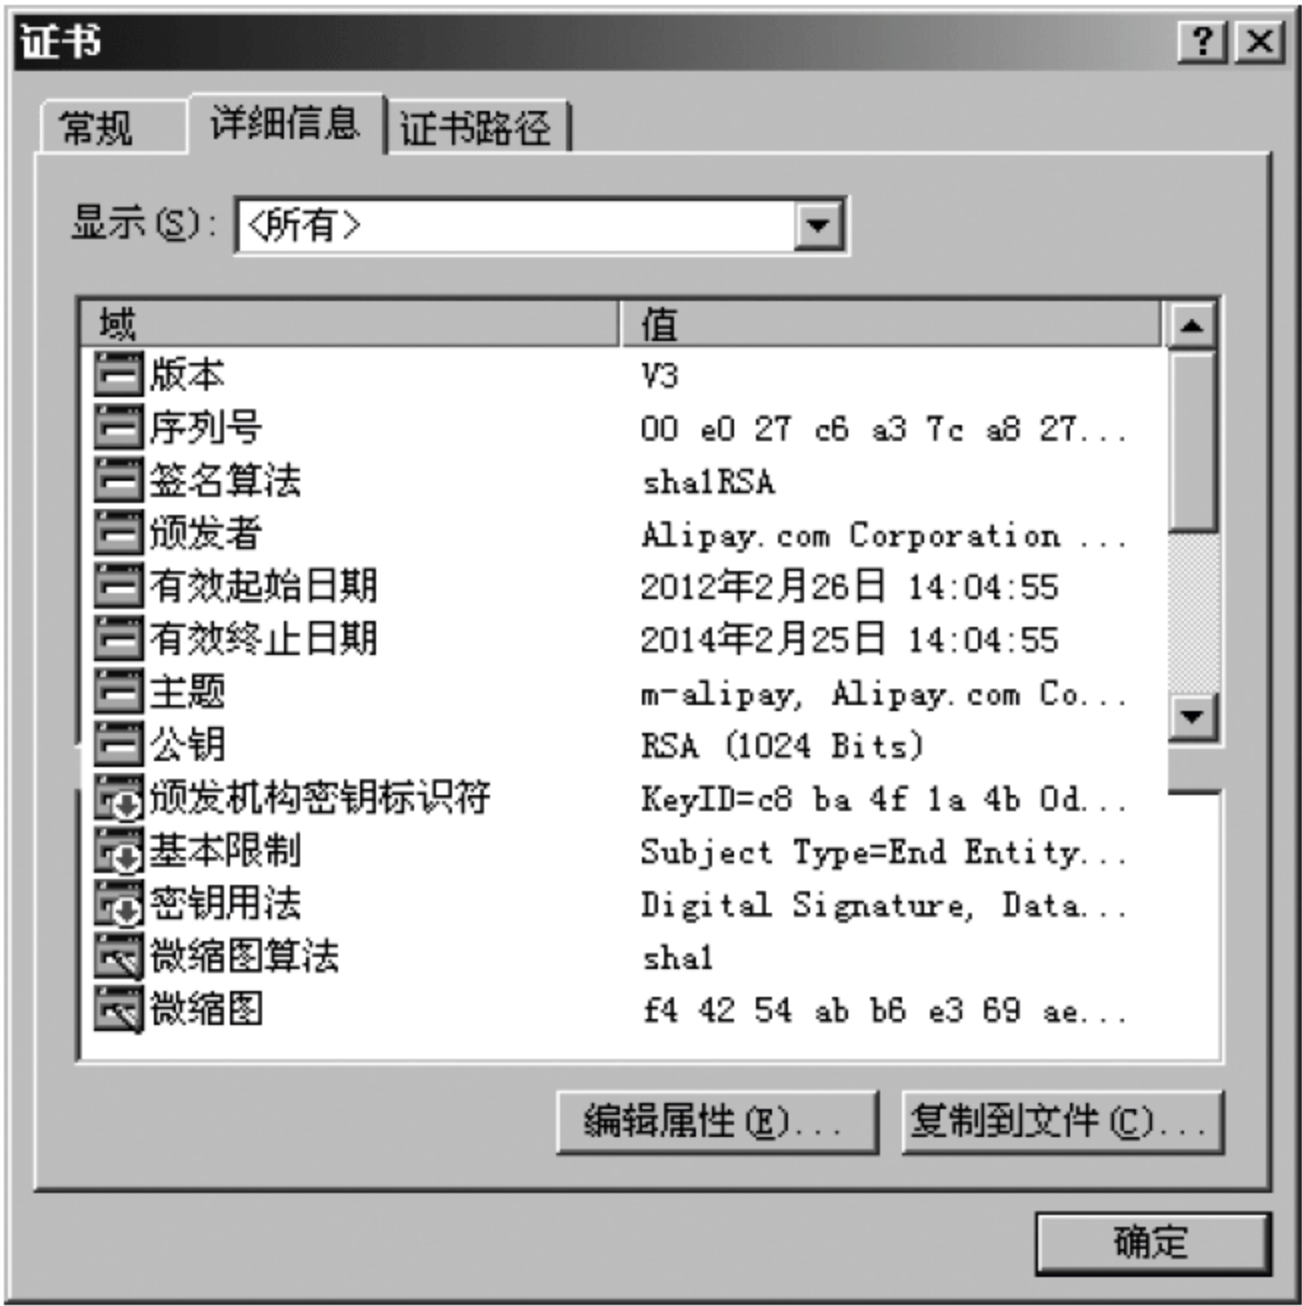 证书
常规 详细信息 证书路径
显示(S): <所有>
域 值
版本 V3
序列号 00 e0 27 c6 a3 7c a8 27...
签名算法 sha1RSA
颁发者 Alipay.com Corporation ...
有效起始日期 2012年2月26日 14:04:55
有效终止日期 2014年2月25日 14:04:55
主题 m-alipay, Alipay.com Co...
公钥 RSA (1024 Bits)
颁发机构密钥标识符 KeyID=c8 ba 4f 1a 4b 0d...
基本限制 Subject Type=End Entity...
密钥用法 Digital Signature, Data...
微缩图算法 sha1
微缩图 f4 42 54 ab b6 e3 69 ae...
编辑属性(E)... 复制到文件(C)...
确定